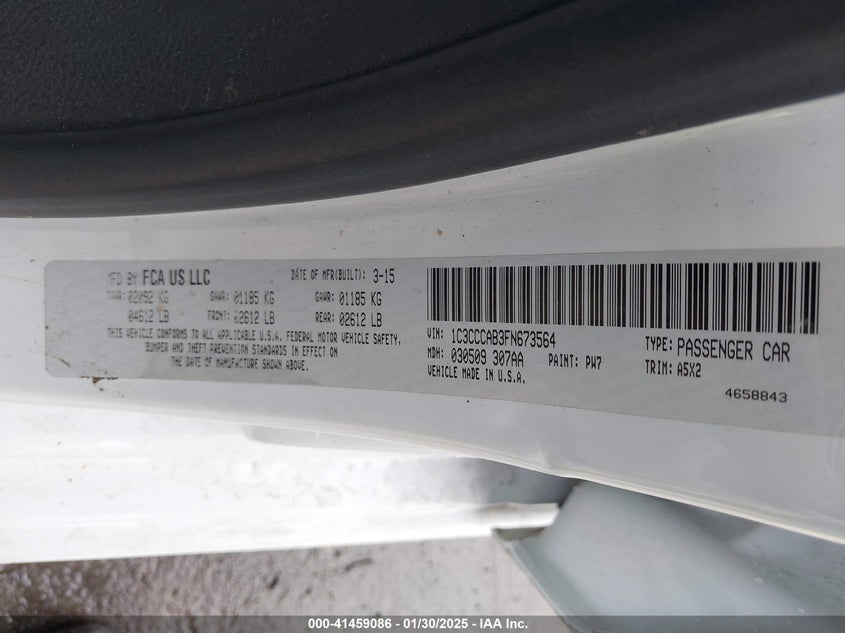 MFD BY FCA US LLC DATE OF MFR(BUILT): 3-15
GVWR: 02092 KG GAWR: 01185 KG GAWR: 01185 KG
04612 LB FRONT: 02612 LB REAR: 02612 LB
THIS VEHICLE CONFORMS TO ALL APPLICABLE U.S.A. FEDERAL MOTOR VEHICLE SAFETY,
BUMPER AND THEFT PREVENTION STANDARDS IN EFFECT ON
THE DATE OF MANUFACTURE SHOWN ABOVE.
VIN: 1C3CCCAB3FN673564 TYPE: PASSENGER CAR
MDH: 030509 307AA PAINT: PW7 TRIM: A5X2
VEHICLE MADE IN U.S.A.
4658843
000-41459086 - 01/30/2025 - IAA Inc.